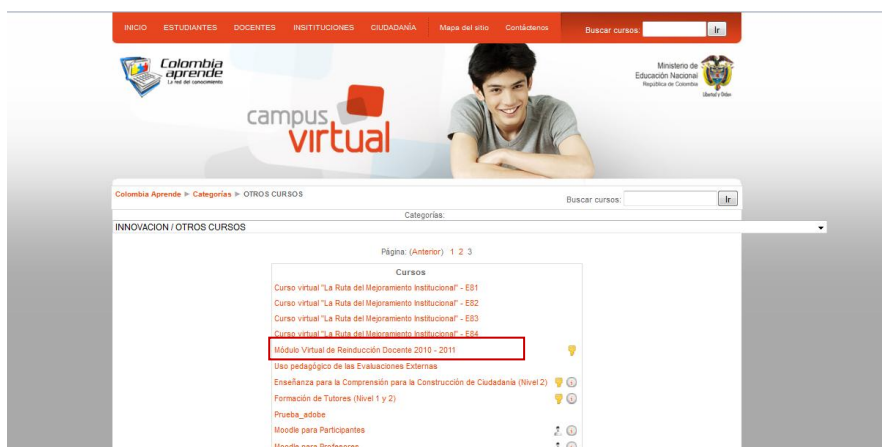 INICIO ESTUDIANTES DOCENTES INSITITUCIONES CIUDADANÍA Mapa del sitio Contáctenos Buscar cursos: Ir
Colombia
aprende
La red del conocimiento
campus
virtual
Ministerio de
Educación Nacional
República de Colombia
Libertad y Orden
Colombia Aprende ► Categorías ► OTROS CURSOS Buscar cursos: Ir
Categorías:
INNOVACION / OTROS CURSOS
Página: (Anterior) 1 2 3
Cursos
Curso virtual "La Ruta del Mejoramiento Institucional" - E81
Curso virtual "La Ruta del Mejoramiento Institucional" - E82
Curso virtual "La Ruta del Mejoramiento Institucional" - E83
Curso virtual "La Ruta del Mejoramiento Institucional" - E84
Módulo Virtual de Reinducción Docente 2010 - 2011
Uso pedagógico de las Evaluaciones Externas
Enseñanza para la Comprensión para la Construcción de Ciudadanía (Nivel 2)
Formación de Tutores (Nivel 1 y 2)
Prueba_adobe
Moodle para Participantes
Moodle para Profesores